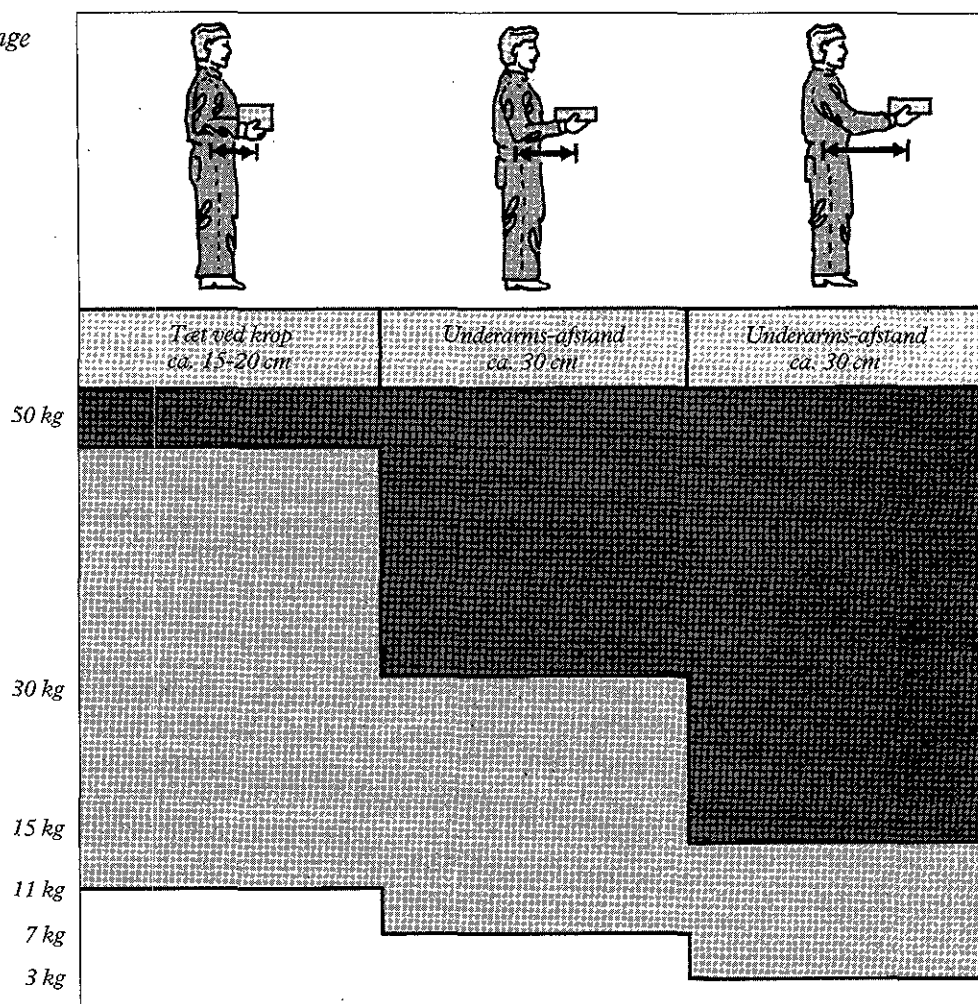 Tæt ved krop
ca. 15-20 cm
Underarms-afstand
ca. 30 cm
Underarms-afstand
ca. 30 cm
50 kg
30 kg
15 kg
11 kg
7 kg
3 kg